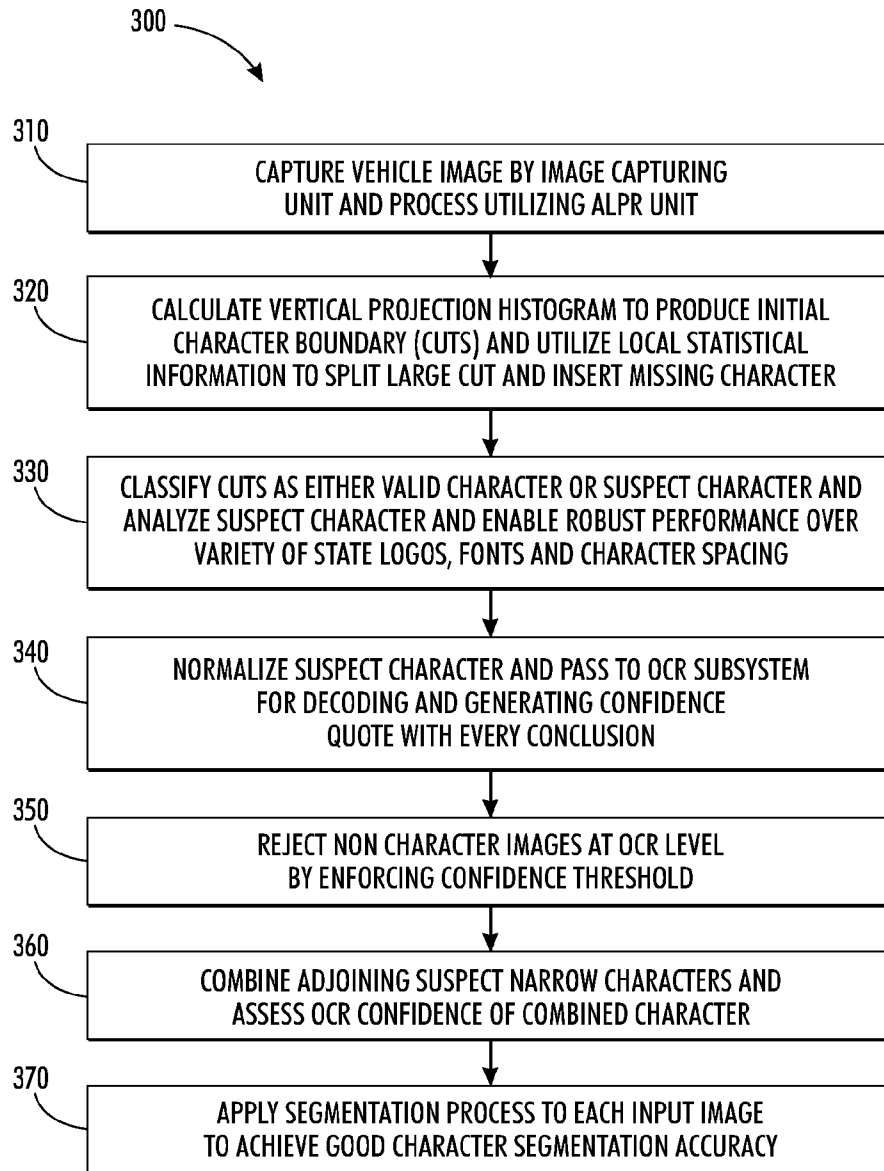 300
310
CAPTURE VEHICLE IMAGE BY IMAGE CAPTURING
UNIT AND PROCESS UTILIZING ALPR UNIT
320
CALCULATE VERTICAL PROJECTION HISTOGRAM TO PRODUCE INITIAL
CHARACTER BOUNDARY (CUTS) AND UTILIZE LOCAL STATISTICAL
INFORMATION TO SPLIT LARGE CUT AND INSERT MISSING CHARACTER
330
CLASSIFY CUTS AS EITHER VALID CHARACTER OR SUSPECT CHARACTER AND
ANALYZE SUSPECT CHARACTER AND ENABLE ROBUST PERFORMANCE OVER
VARIETY OF STATE LOGOS, FONTS AND CHARACTER SPACING
340
NORMALIZE SUSPECT CHARACTER AND PASS TO OCR SUBSYSTEM
FOR DECODING AND GENERATING CONFIDENCE
QUOTE WITH EVERY CONCLUSION
350
REJECT NON CHARACTER IMAGES AT OCR LEVEL
BY ENFORCING CONFIDENCE THRESHOLD
360
COMBINE ADJOINING SUSPECT NARROW CHARACTERS AND
ASSESS OCR CONFIDENCE OF COMBINED CHARACTER
370
APPLY SEGMENTATION PROCESS TO EACH INPUT IMAGE
TO ACHIEVE GOOD CHARACTER SEGMENTATION ACCURACY